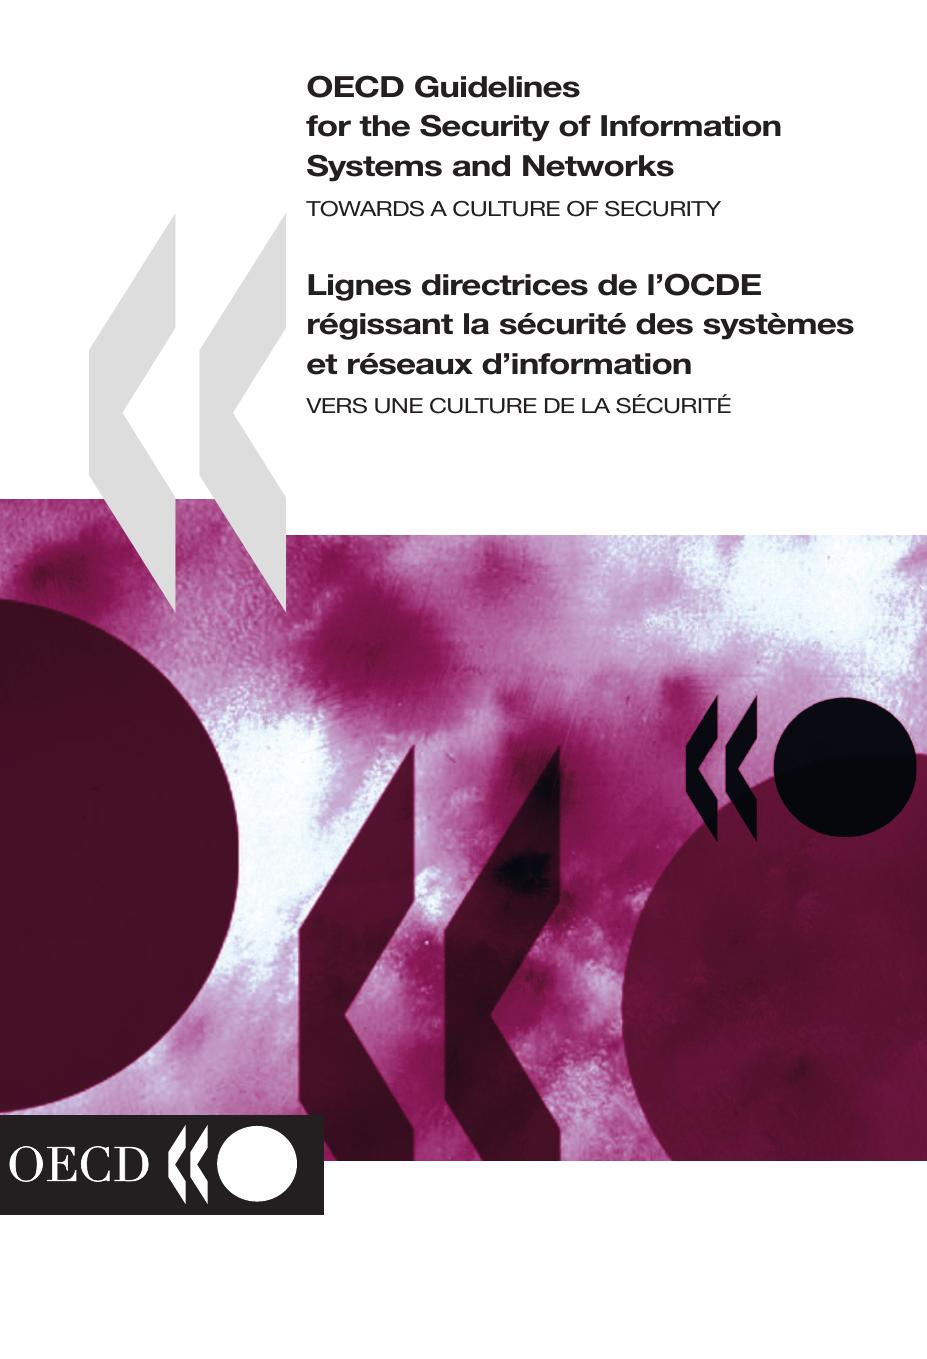 OECD Guidelines
for the Security of Information
Systems and Networks
TOWARDS A CULTURE OF SECURITY
Lignes directrices de l’OCDE
régissant la sécurité des systèmes
et réseaux d’information
VERS UNE CULTURE DE LA SÉCURITÉ
OECD